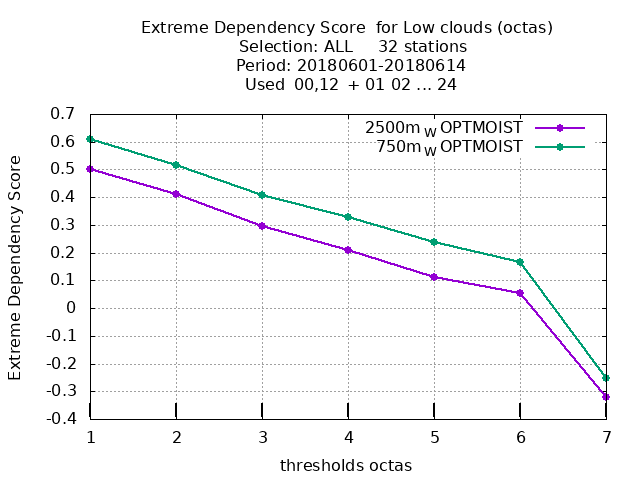 Extreme Dependency Score  for Low clouds (octas)
Selection: ALL     32 stations
Period: 20180601-20180614
Used  00,12  + 01 02 ... 24
2500m W OPTMOIST
750m W OPTMOIST
Extreme Dependency Score
0.7
0.6
0.5
0.4
0.3
0.2
0.1
0
-0.1
-0.2
-0.3
-0.4
1 2 3 4 5 6 7
thresholds octas